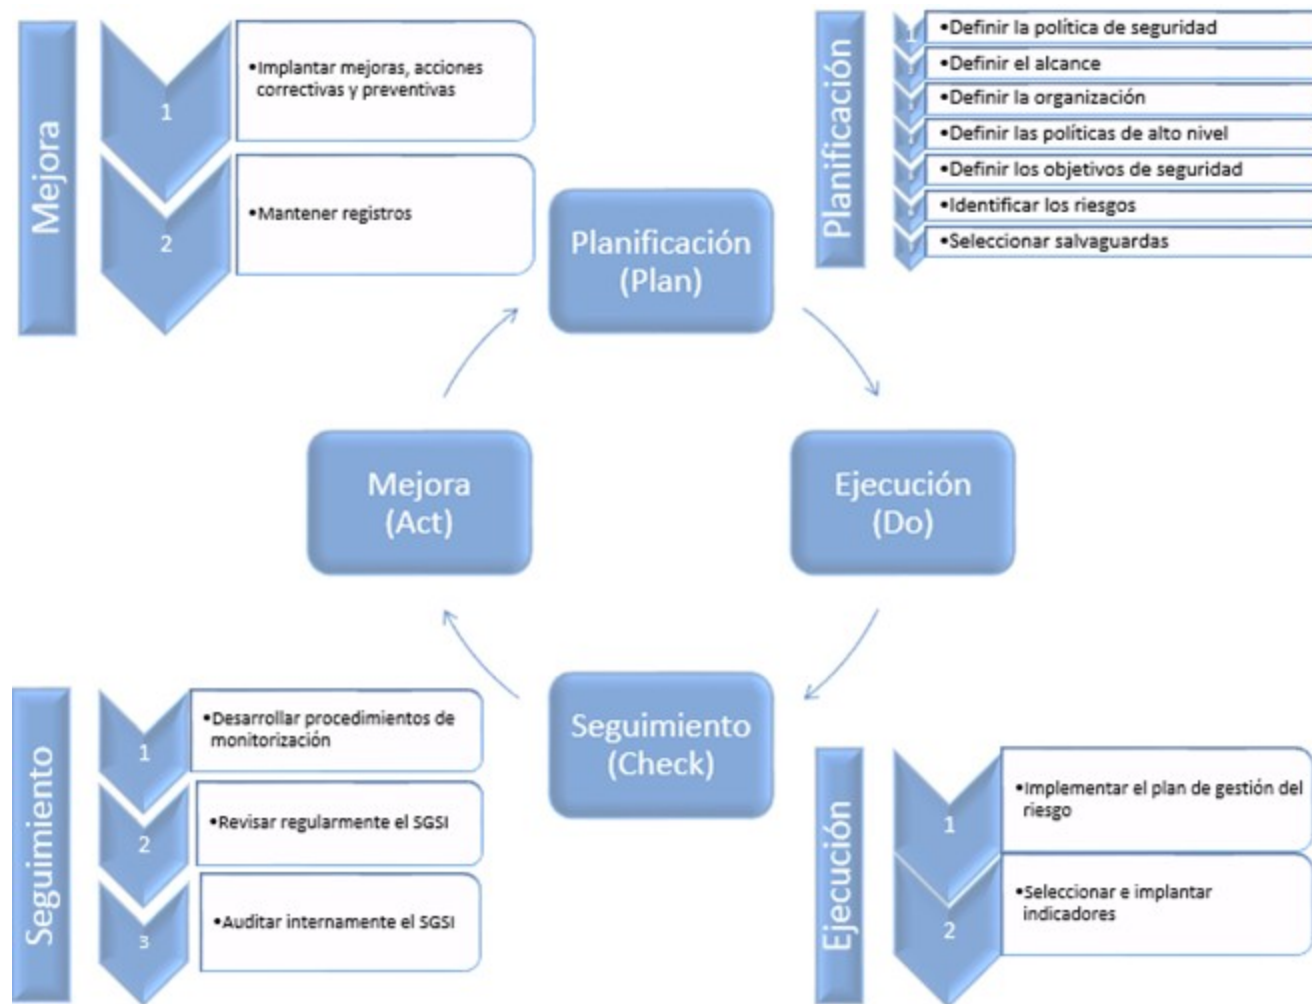 Mejora
1
•Implantar mejoras, acciones
correctivas y preventivas
2
•Mantener registros
Planificación
1
•Definir la política de seguridad
•Definir el alcance
•Definir la organización
•Definir las políticas de alto nivel
•Definir los objetivos de seguridad
•Identificar los riesgos
•Seleccionar salvaguardas
Planificación
(Plan)
Mejora
(Act)
Ejecución
(Do)
Seguimiento
(Check)
Seguimiento
1
•Desarrollar procedimientos de
monitorización
2
•Revisar regularmente el SGSI
3
•Auditar internamente el SGSI
Ejecución
1
•Implementar el plan de gestión del
riesgo
2
•Seleccionar e implantar
indicadores